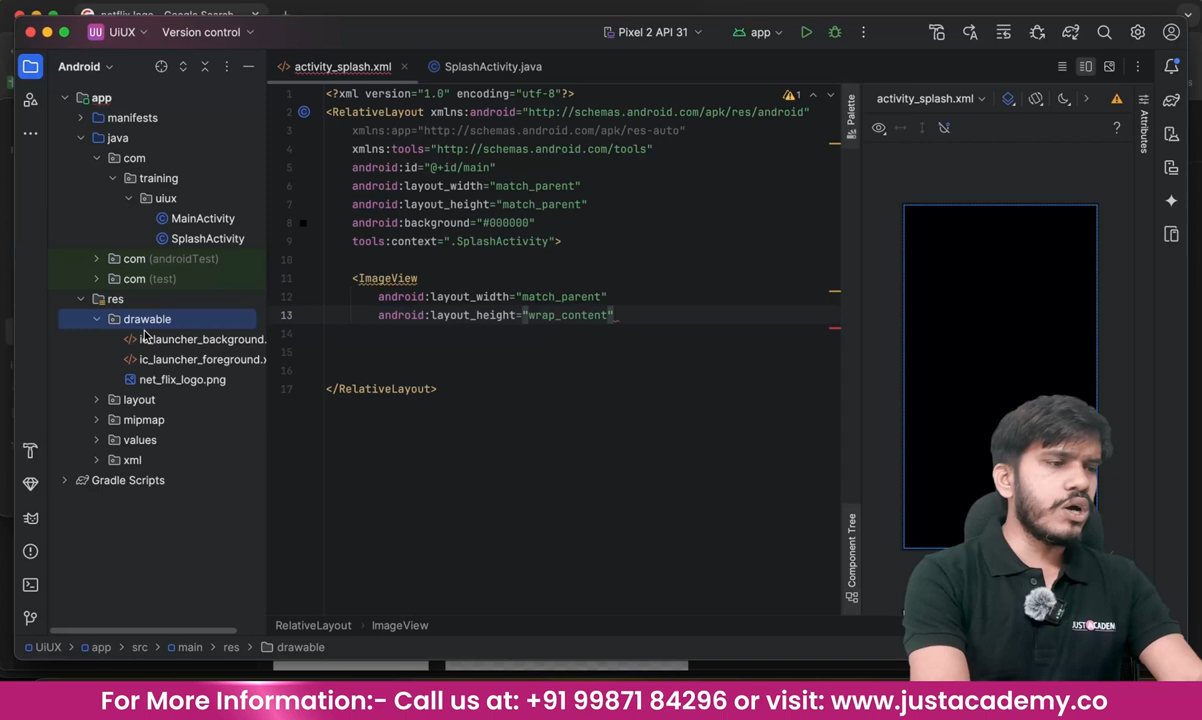 netflix logo - Google Search
UU UiUX Version control Pixel 2 API 31 app
Android activity_splash.xml SplashActivity.java
app
manifests
java
com
training
uiux
MainActivity
SplashActivity
com (androidTest)
com (test)
res
drawable
ic_launcher_background.
ic_launcher_foreground.x
net_flix_logo.png
layout
mipmap
values
xml
Gradle Scripts
1 <?xml version="1.0" encoding="utf-8"?>
2 <RelativeLayout xmlns:android="http://schemas.android.com/apk/res/android"
3 xmlns:app="http://schemas.android.com/apk/res-auto"
4 xmlns:tools="http://schemas.android.com/tools"
5 android:id="@+id/main"
6 android:layout_width="match_parent"
7 android:layout_height="match_parent"
8 android:background="#000000"
9 tools:context=".SplashActivity">
10
11 <ImageView
12 android:layout_width="match_parent"
13 android:layout_height="wrap_content"
14
15
16
17 </RelativeLayout>
1
Palette
Component Tree
activity_splash.xml
?
Attributes
RelativeLayout ImageView
UiUX app src main res drawable
JUSTACADEMY
For More Information:- Call us at: +91 99871 84296 or visit: www.justacademy.co